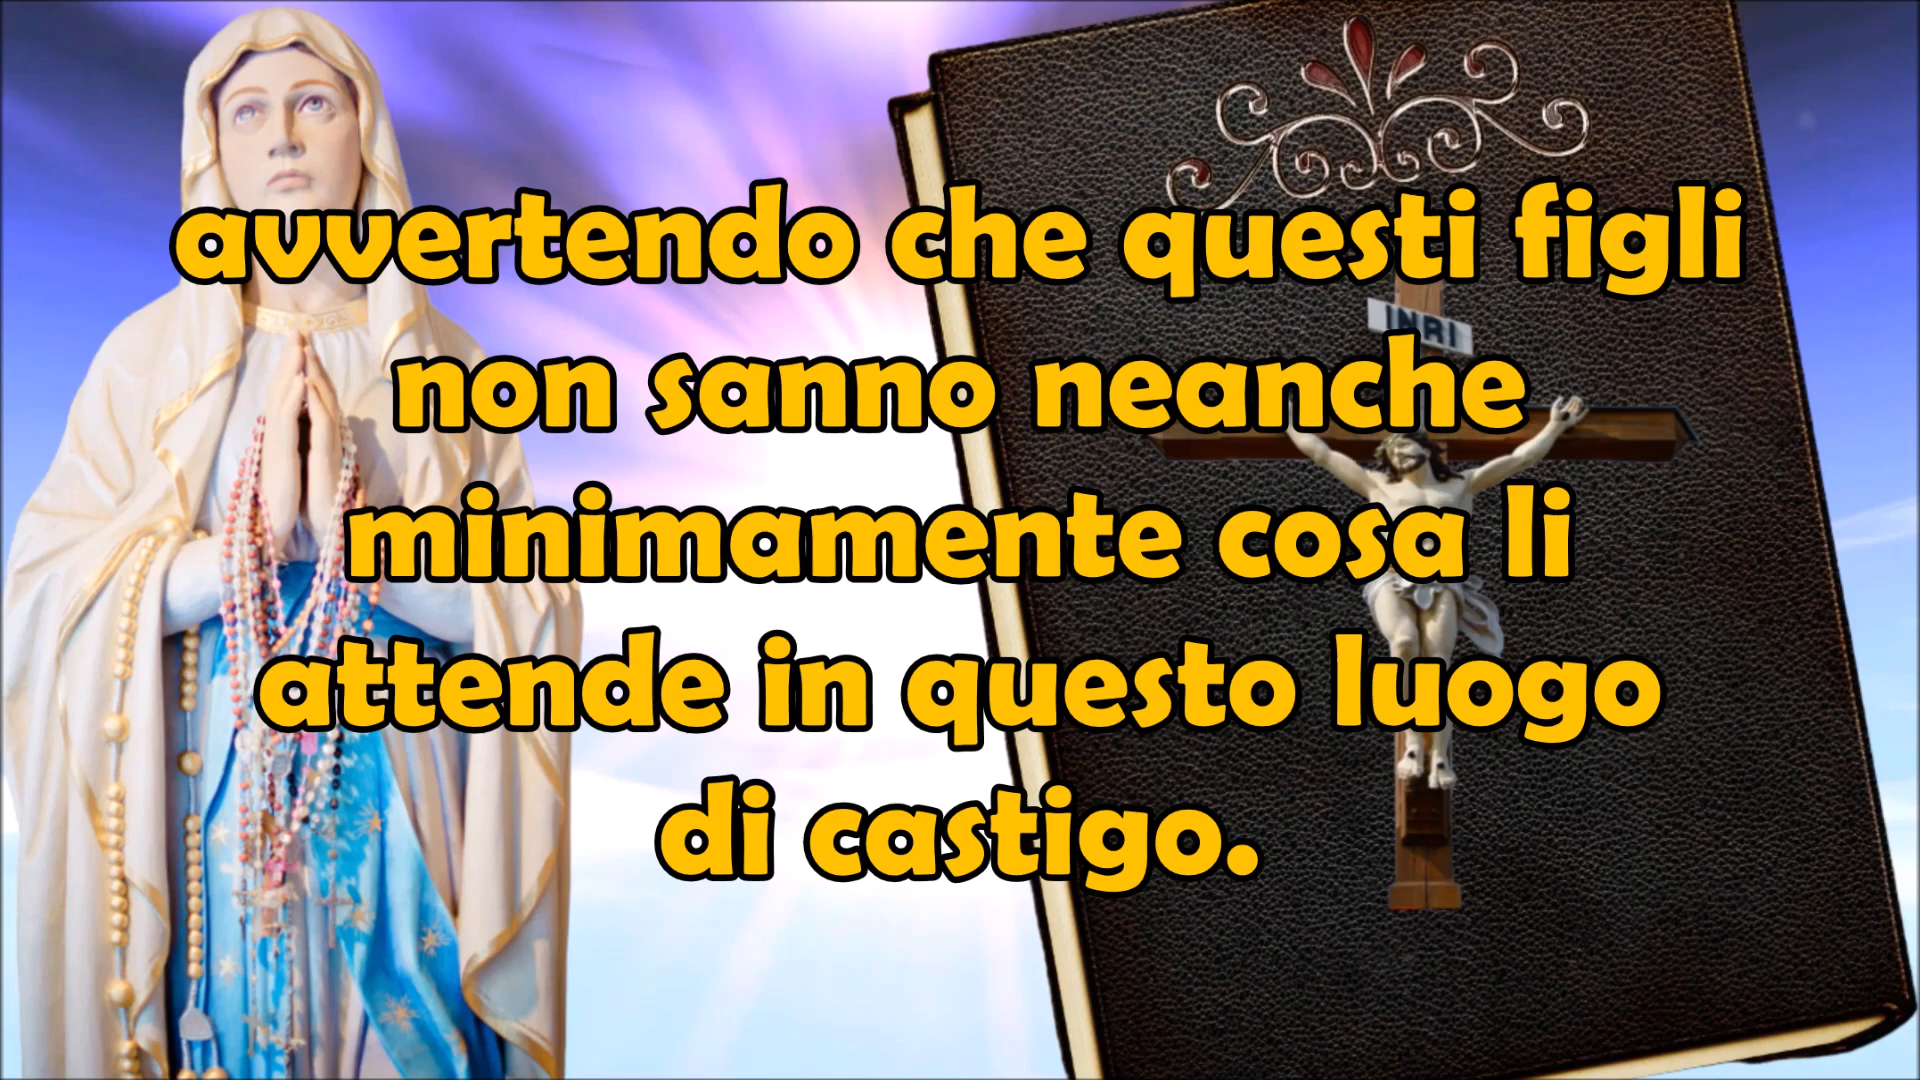 avvertendo che questi figli
non sanno neanche
INRI
minimamente cosa li
attende in questo luogo
di castigo.